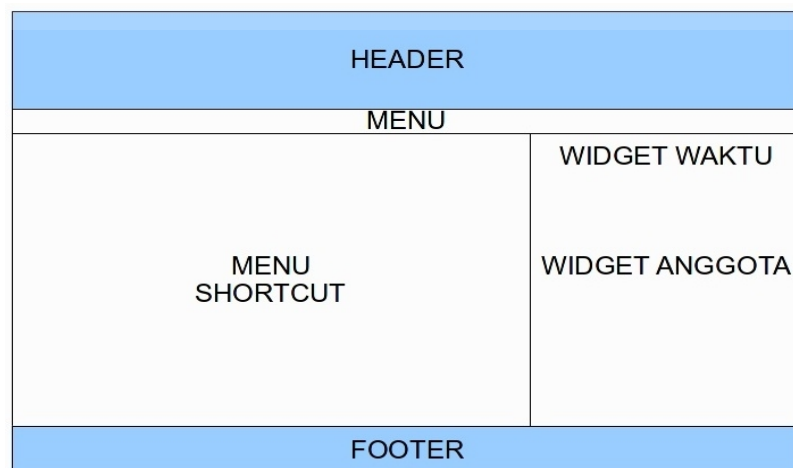 HEADER
MENU
WIDGET WAKTU
MENU
SHORTCUT
WIDGET ANGGOTA
FOOTER